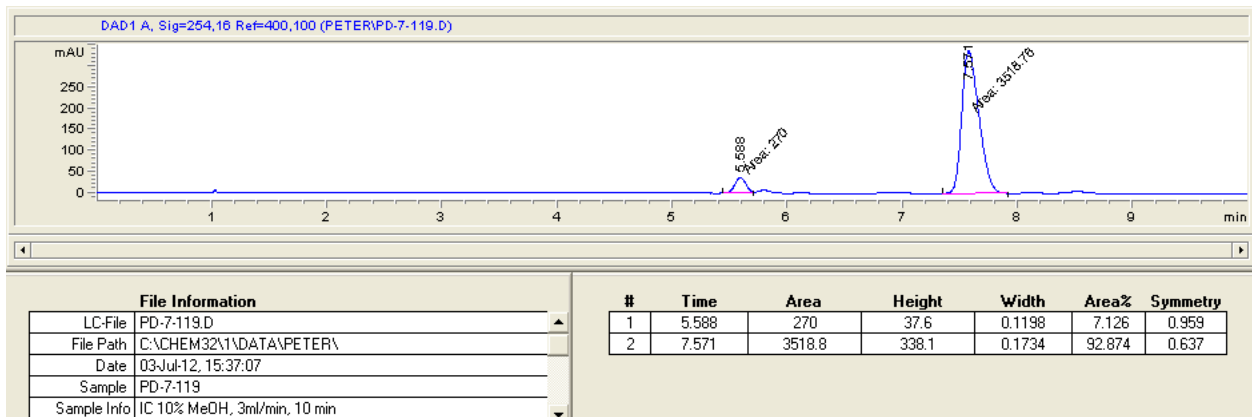 DAD1 A, Sig=254,16 Ref=400,100 (PETER\PD-7-119.D)
mAU
250
200
150
100
50
0
5.588
Area: 270
7.571
Area: 3518.76
1 2 3 4 5 6 7 8 9 min
File Information
LC-File PD-7-119.D
File Path C:\CHEM32\1\DATA\PETER\
Date 03-Jul-12, 15:37:07
Sample PD-7-119
Sample Info IC 10% MeOH, 3ml/min, 10 min
# Time Area Height Width Area% Symmetry
1 5.588 270 37.6 0.1198 7.126 0.959
2 7.571 3518.8 338.1 0.1734 92.874 0.637